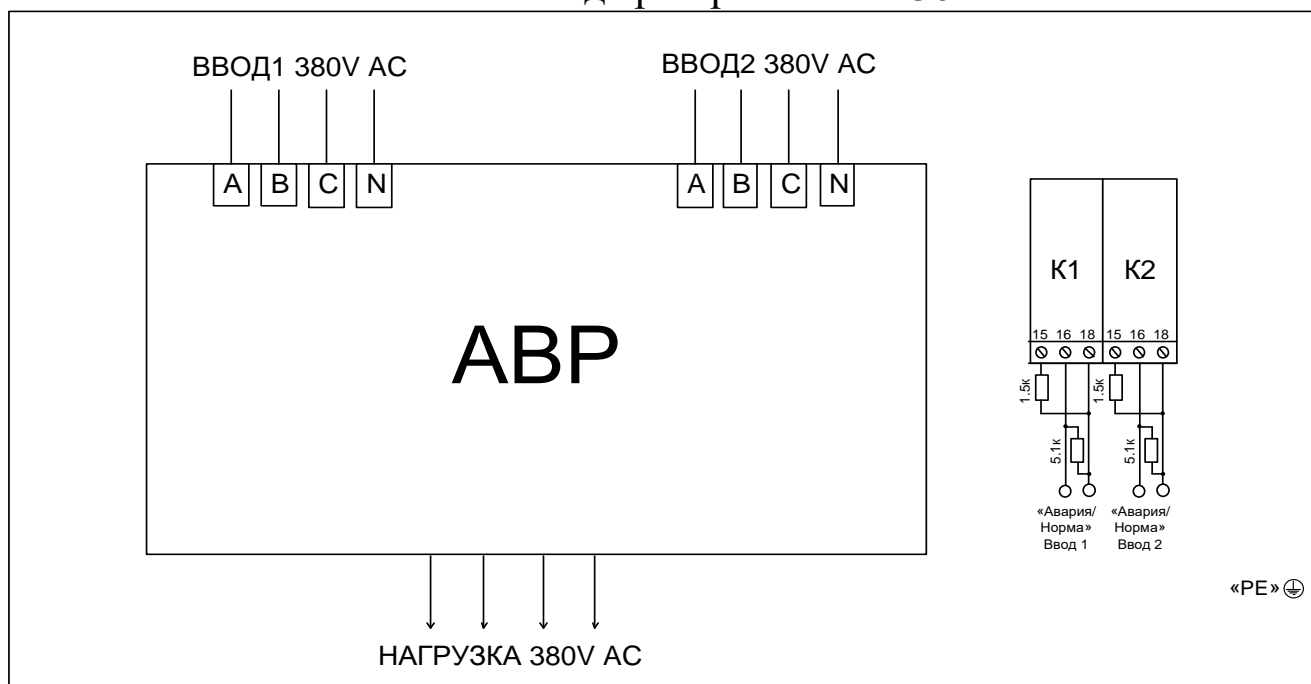 ВВОД1 380V AC
ВВОД2 380V AC
A B C N
A B C N
АВР
К1 К2
15 16 18 15 16 18
1.5к
1.5к
5.1к
5.1к
«Авария/
Норма»
Ввод 1
«Авария/
Норма»
Ввод 2
«PE»
НАГРУЗКА 380V AC